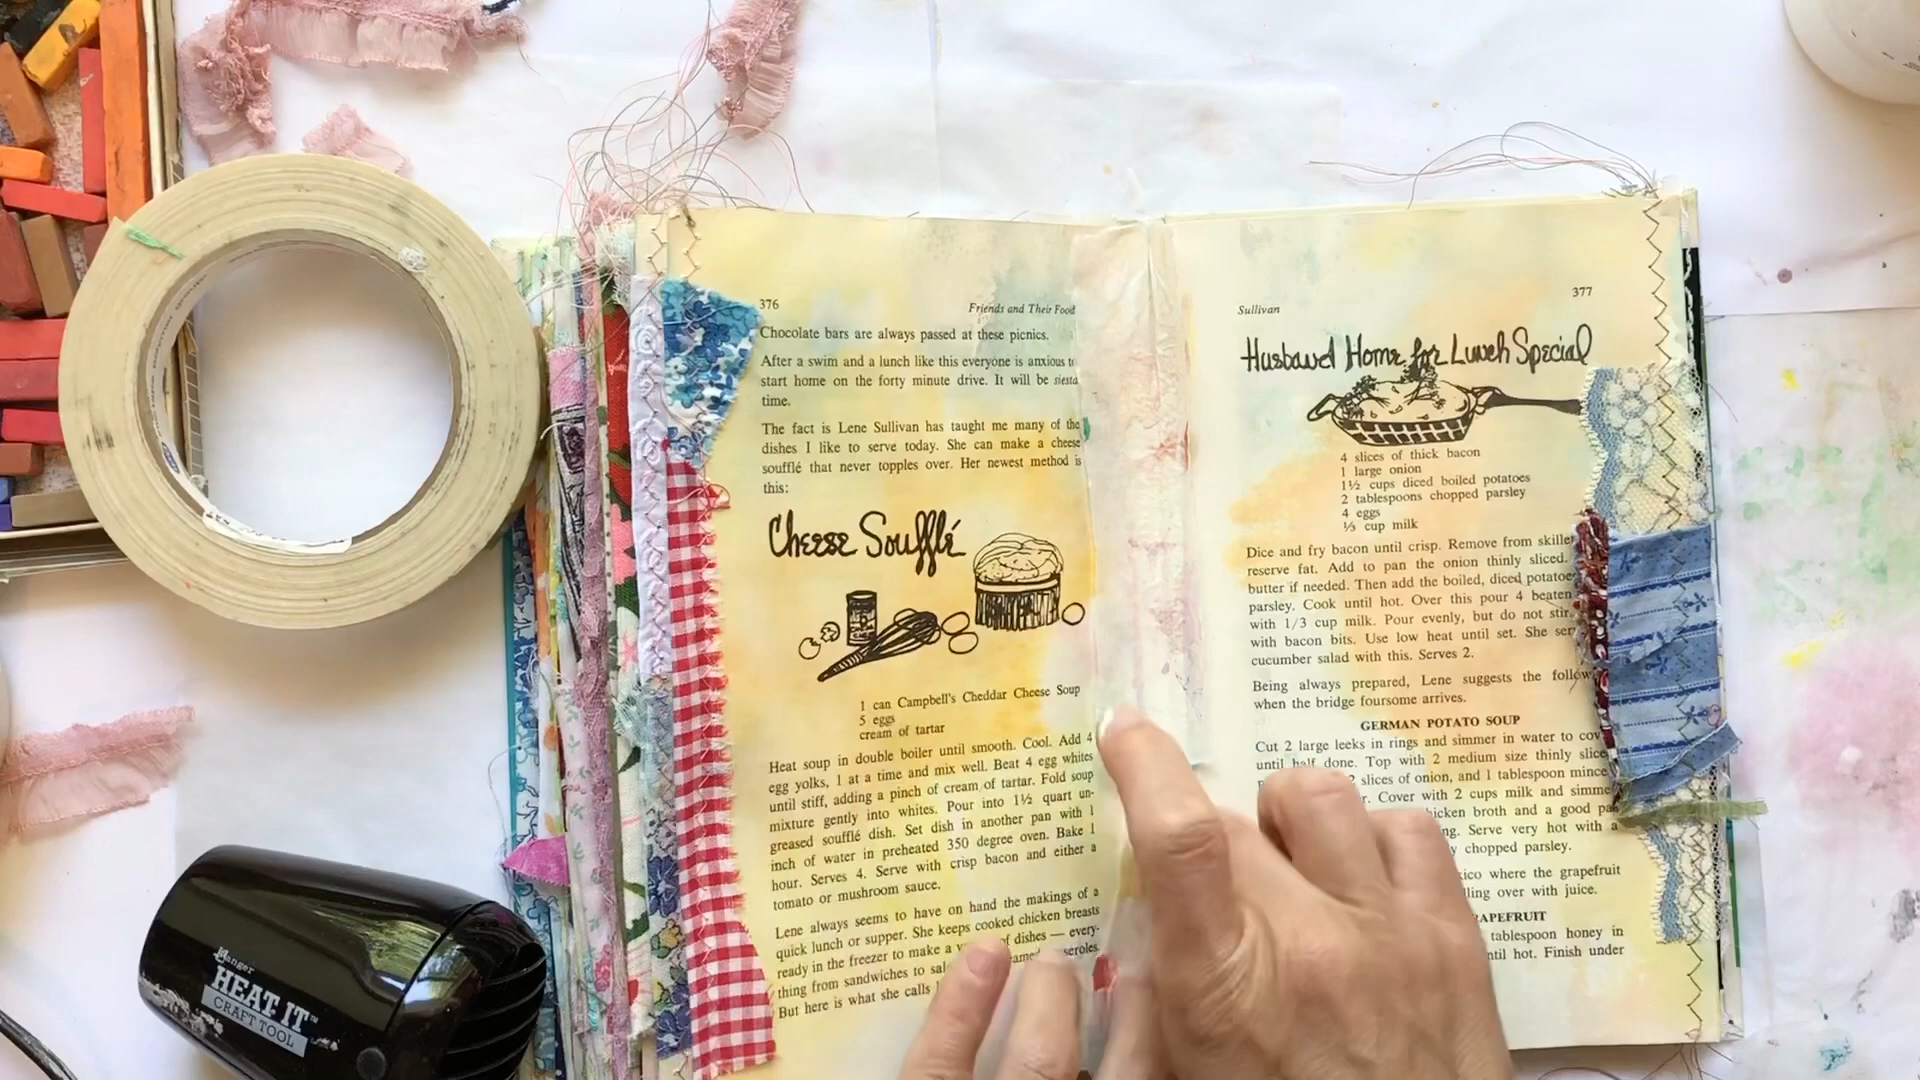 376
Friends and Their Food
Chocolate bars are always passed at these picnics.
After a swim and a lunch like this everyone is anxious to
start home on the forty minute drive. It will be siesta
time.
The fact is Lene Sullivan has taught me many of the
dishes I like to serve today. She can make a cheese
soufflé that never topples over. Her newest method is
this:
Cheese Soufflé
1 can Campbell's Cheddar Cheese Soup
5 eggs
cream of tartar
Heat soup in double boiler until smooth. Cool. Add 4
egg yolks, 1 at a time and mix well. Beat 4 egg whites
until stiff, adding a pinch of cream of tartar. Fold soup
mixture gently into whites. Pour into 1½ quart un-
greased soufflé dish. Set dish in another pan with 1
inch of water in preheated 350 degree oven. Bake 1
hour. Serves 4. Serve with crisp bacon and either a
tomato or mushroom sauce.
Lene always seems to have on hand the makings of a
quick lunch or supper. She keeps cooked chicken breasts
ready in the freezer to make a of dishes — every-
thing from sandwiches to
But here is what she calls
377
Sullivan
Husband Home for Lunch Special
4 slices of thick bacon
1 large onion
1½ cups diced boiled potatoes
2 tablespoons chopped parsley
4 eggs
⅓ cup milk
Dice and fry bacon until crisp. Remove from
reserve fat. Add to pan the onion thinly sliced.
butter if needed. Then add the boiled, diced
parsley. Cook until hot. Over this pour 4 beaten
with 1/3 cup milk. Pour evenly, but do not stir
with bacon bits. Use low heat until set. She
cucumber salad with this. Serves 2.
Being always prepared, Lene suggests the
when the bridge foursome arrives.
GERMAN POTATO SOUP
Cut 2 large leeks in rings and simmer in water to
until half done. Top with 2 medium size thinly
2 slices of onion, and 1 tablespoon
Cover with 2 cups milk and
broth and a good
Serve very hot with a
chopped parsley.
where the grapefruit
over with juice.
tablespoon honey in
hot. Finish under
Ranger
HEAT IT™
CRAFT TOOL